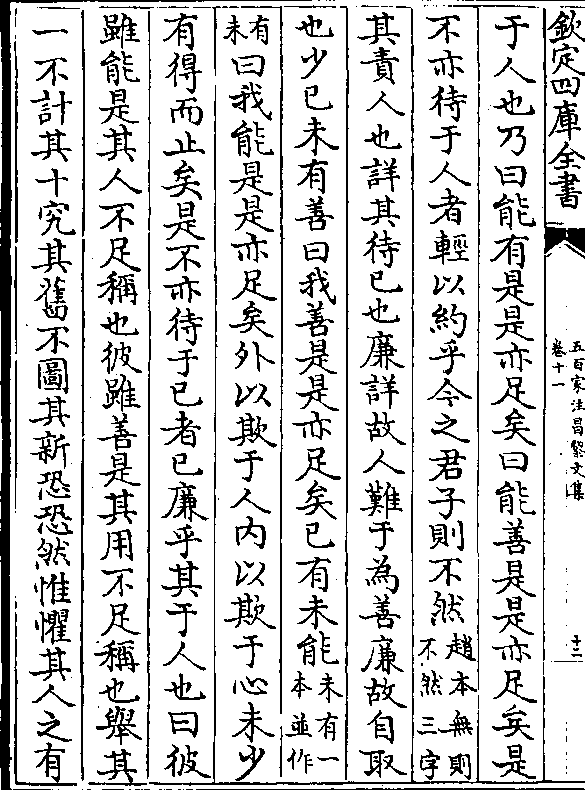 欽定四庫全書
五百家注昌黎文集
卷十一
十二
于人也乃曰能有是是亦足矣曰能善是是亦足矣是
不亦待于人者輕以約乎今之君子則不然趙本無則不然三字
其責人也詳其待已也廉詳故人難于為善廉故自取
也少已未有善曰我善是是亦足矣已有未能未有一本並作
未有曰我能是是亦足矣外以欺于人内以欺于心未少
有得而止矣是不亦待于已者已廉乎其于人也曰彼
雖能是其人不足稱也彼雖善是其用不足稱也舉其
一不計其十究其舊不圖其新恐恐然惟懼其人之有